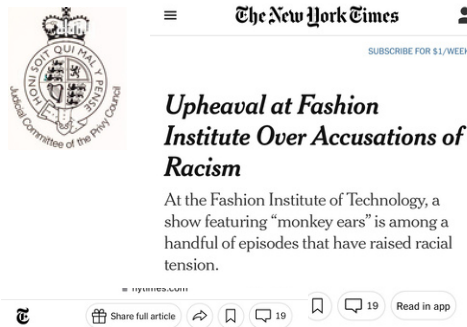 HONI SOIT QUI MAL Y PENSE
Judicial Committee of the Privy Council
The New York Times
SUBSCRIBE FOR $1/WEEK
Upheaval at Fashion
Institute Over Accusations of
Racism
At the Fashion Institute of Technology, a
show featuring “monkey ears” is among a
handful of episodes that have raised racial
tension.
nytimes.com
Share full article
19
19
Read in app